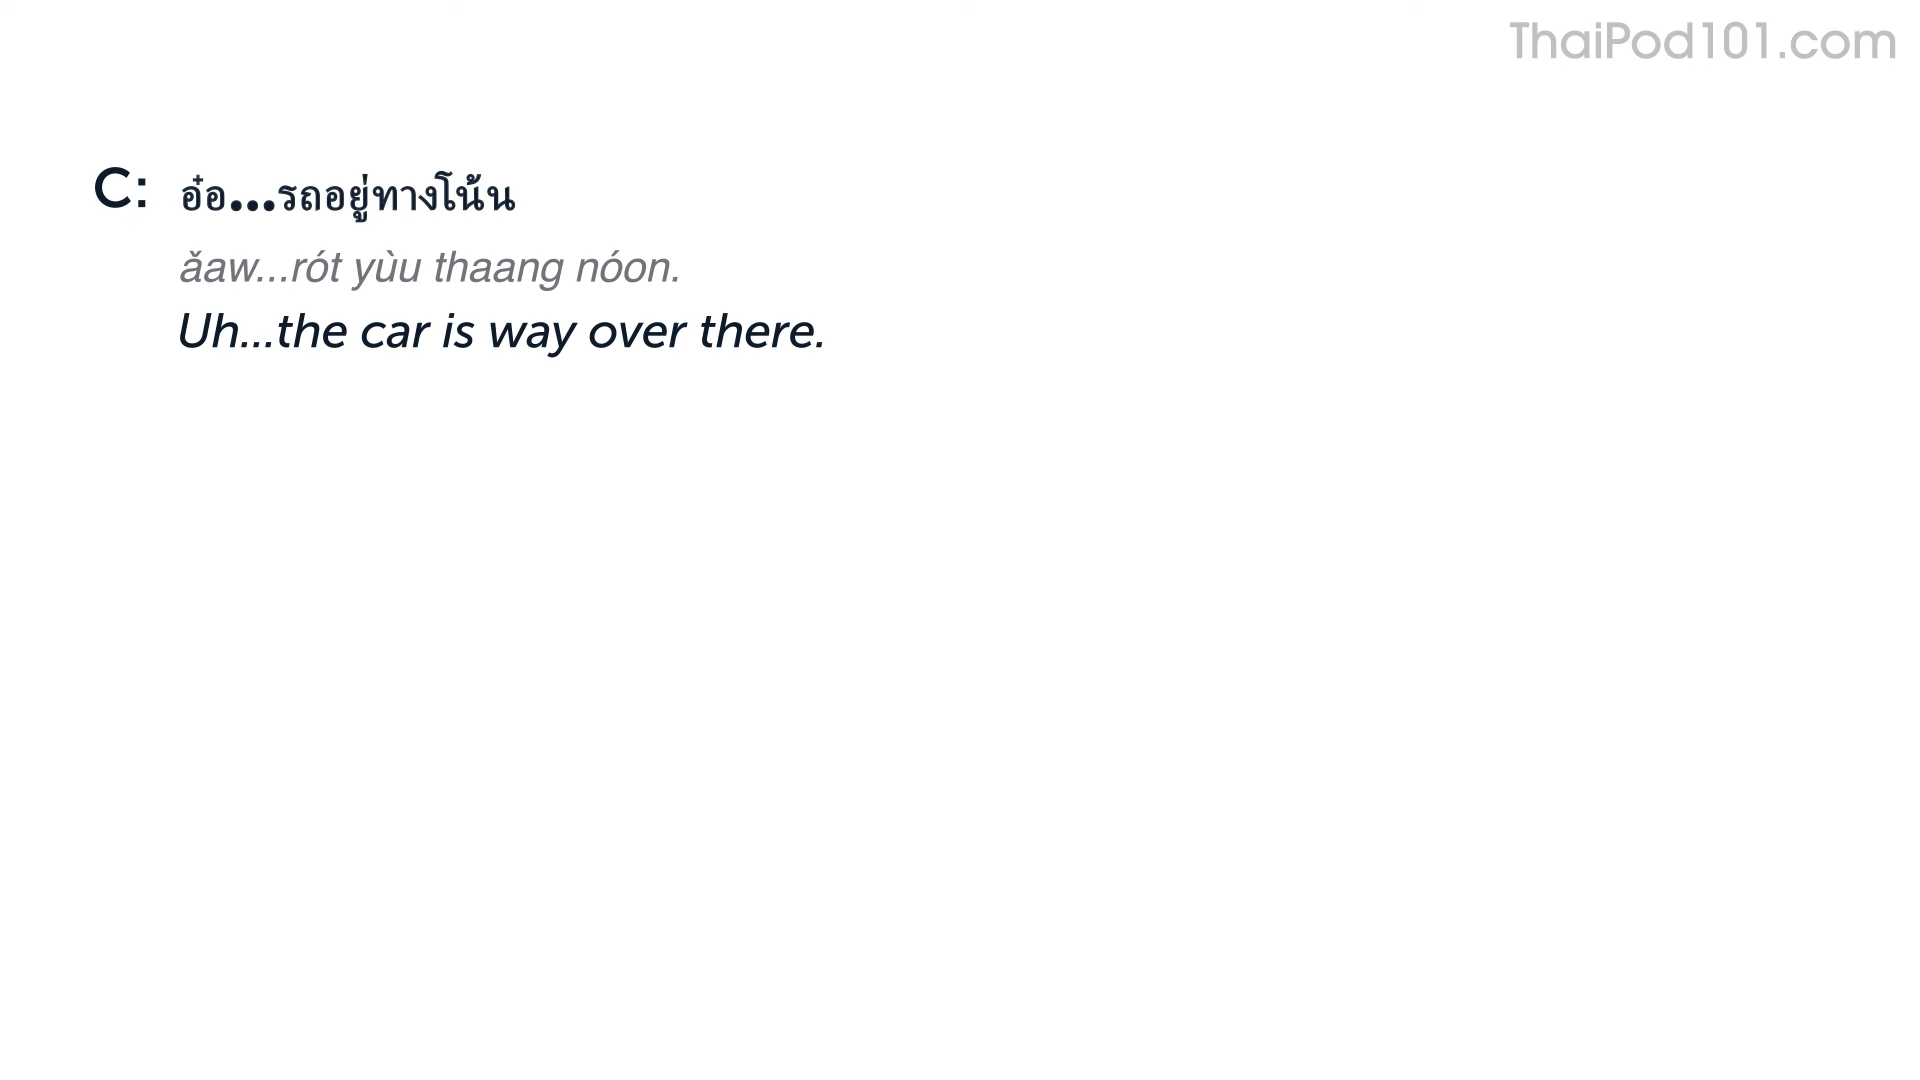 ThaiPod101.com
C: อ๋อ...รถอยู่ทางโน้น
ǎaw...rót yùu thaang nóon.
Uh...the car is way over there.